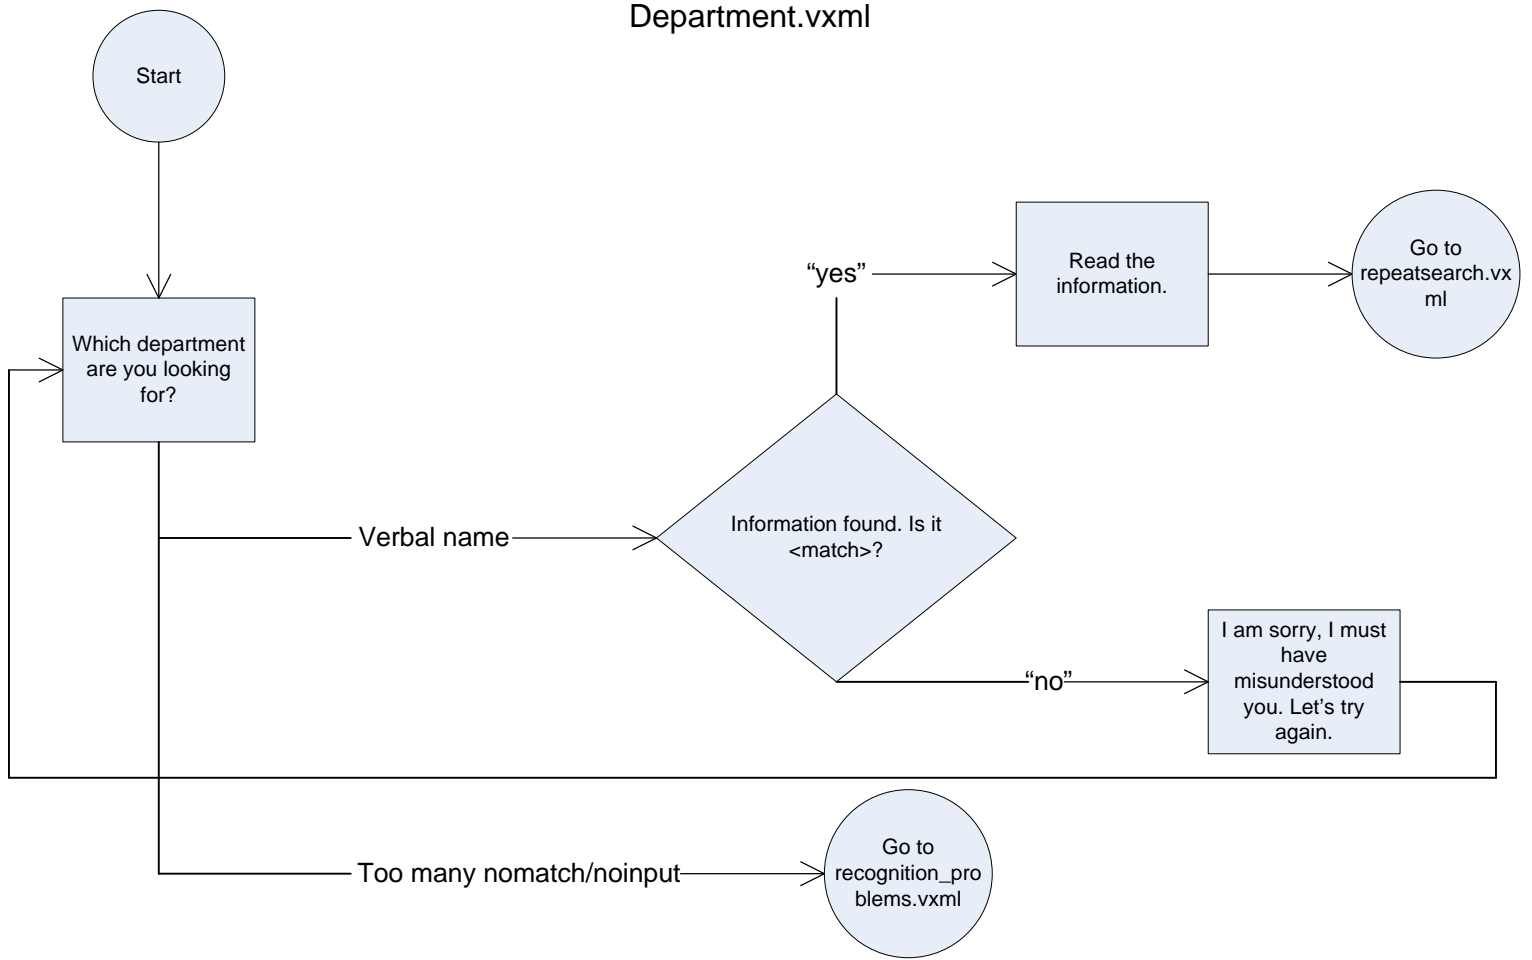 Department.vxml
Start
“yes”
Read the
information.
Go to
repeatsearch.vx
ml
Which department
are you looking
for?
Verbal name
Information found. Is it
<match>?
“no”
I am sorry, I must
have
misunderstood
you. Let’s try
again.
Too many nomatch/noinput
Go to
recognition_pro
blems.vxml